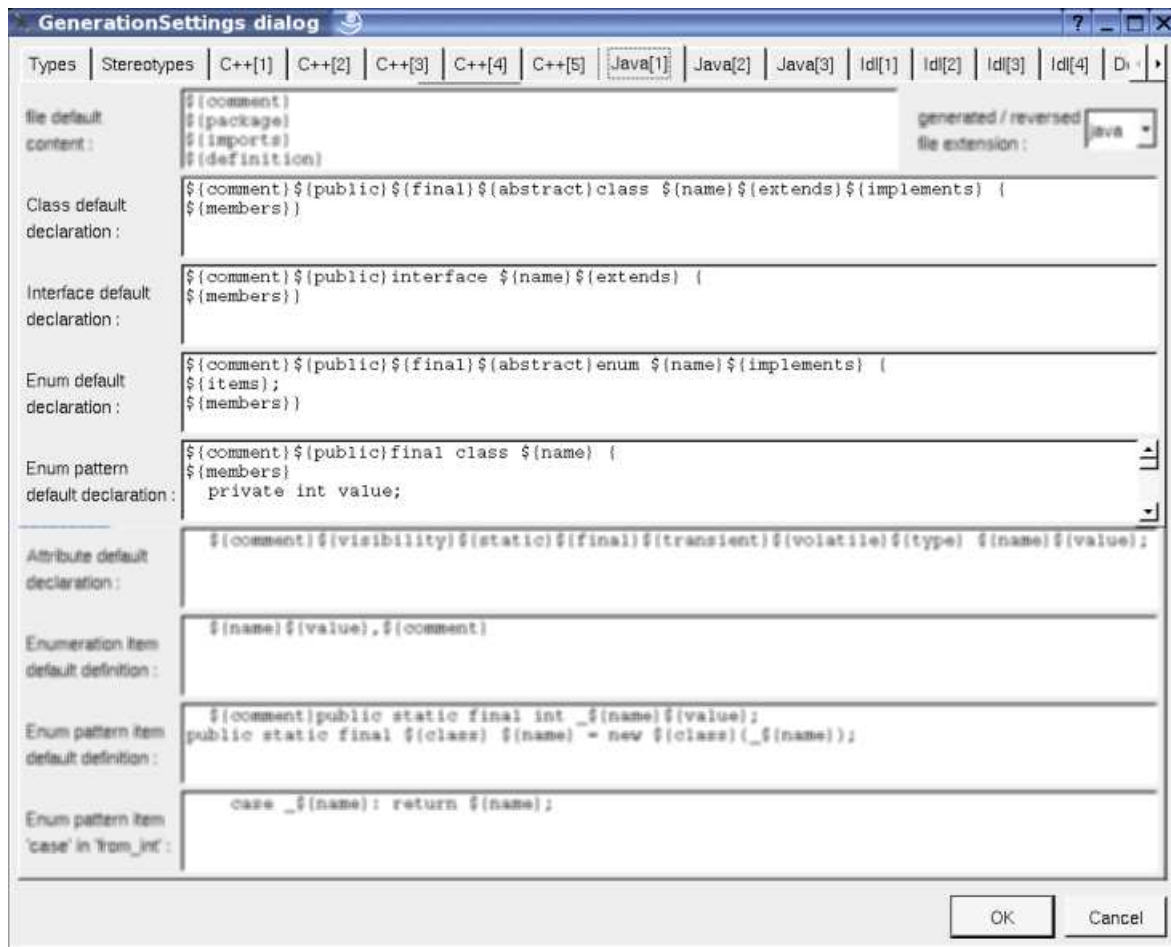 GenerationSettings dialog
Types Stereotypes C++[1] C++[2] C++[3] C++[4] C++[5] Java[1] Java[2] Java[3] Idl[1] Idl[2] Idl[3] Idl[4]
file default
content :
${comment}
${package}
${imports}
${definition}
generated / reversed
file extension :
java
Class default
declaration :
${comment}${public}${final}${abstract}class ${name}${extends}${implements} {
${members}}
Interface default
declaration :
${comment}${public}interface ${name}${extends} {
${members}}
Enum default
declaration :
${comment}${public}${final}${abstract}enum ${name}${implements} {
${items};
${members}}
Enum pattern
default declaration :
${comment}${public}final class ${name} {
${members}
private int value;
Attribute default
declaration :
${comment}${visibility}${static}${final}${transient}${volatile}${type} ${name}${value};
Enumeration item
default definition :
${name}${value},${comment}
Enum pattern item
default definition :
${comment}public static final int _${name}${value};
public static final ${class} ${name} = new ${class}(_${name});
Enum pattern item
'case' in 'from_int' :
case _${name}: return ${name};
OK Cancel